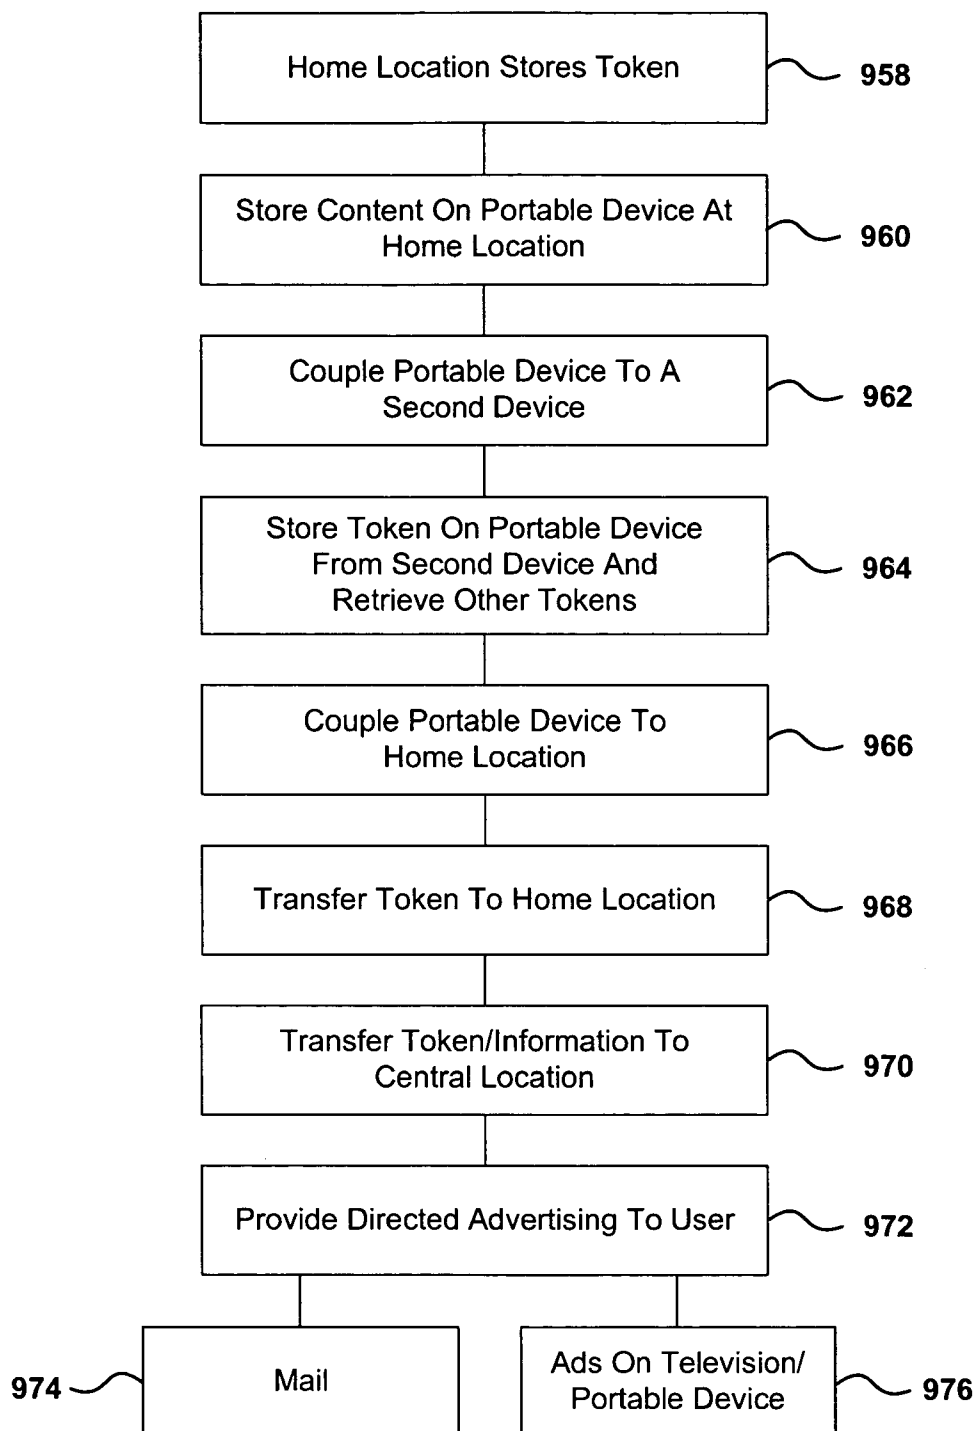 Home Location Stores Token
958
Store Content On Portable Device At
Home Location
960
Couple Portable Device To A
Second Device
962
Store Token On Portable Device
From Second Device And
Retrieve Other Tokens
964
Couple Portable Device To
Home Location
966
Transfer Token To Home Location
968
Transfer Token/Information To
Central Location
970
Provide Directed Advertising To User
972
974
Mail
Ads On Television/
Portable Device
976